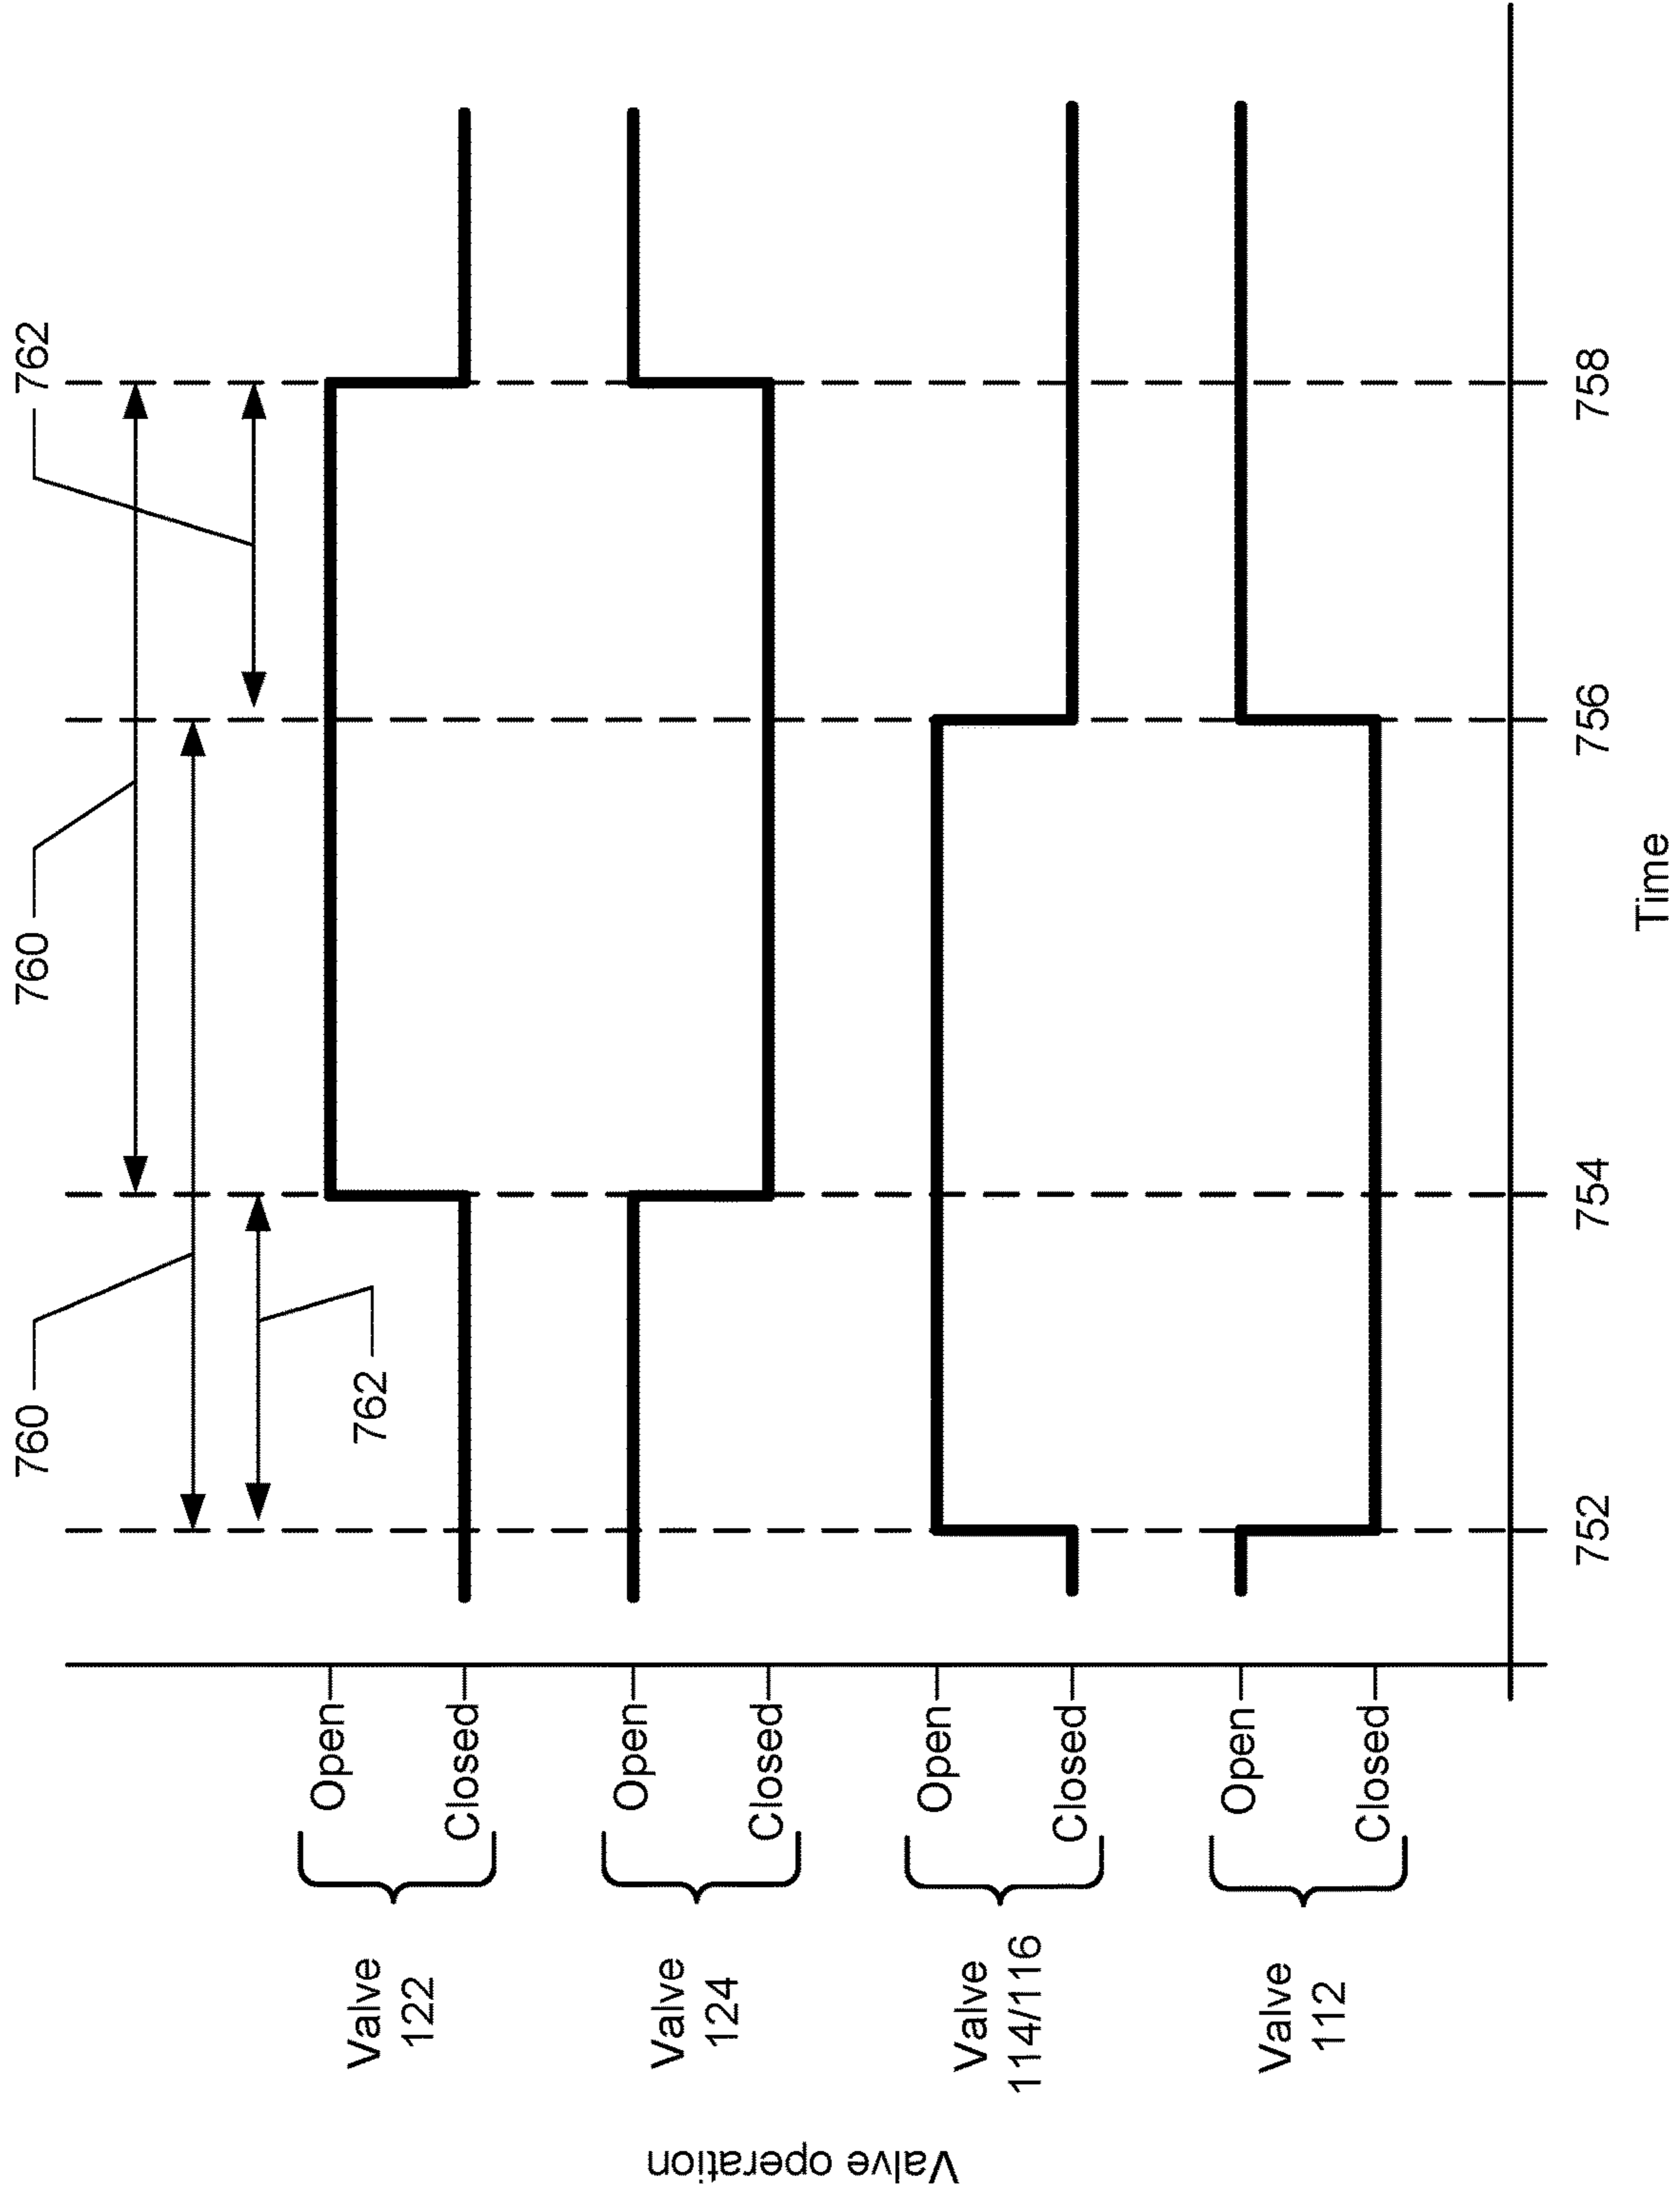 760
760
762
762
Valve
122
Open
Closed
Valve
124
Open
Closed
Valve
114/116
Open
Closed
Valve
112
Open
Closed
Valve operation
752
754
756
758
Time